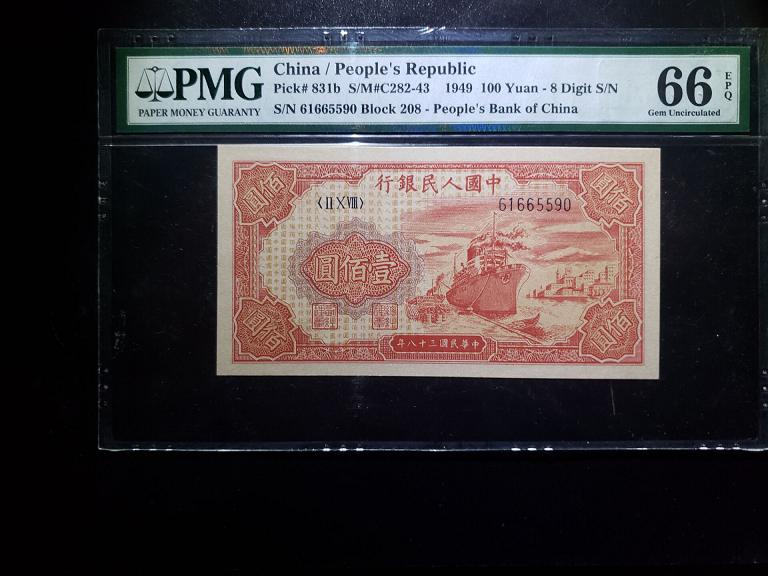 PMG
PAPER MONEY GUARANTY
China / People's Republic
Pick# 831b S/M#C282-43 1949 100 Yuan - 8 Digit S/N
S/N 61665590 Block 208 - People's Bank of China
66 EPQ
Gem Uncirculated
行銀民人國中
〈ⅡⅩⅧ〉
61665590
圓佰壹
佰圓
佰圓
佰圓
佰圓
年八十三國民華中